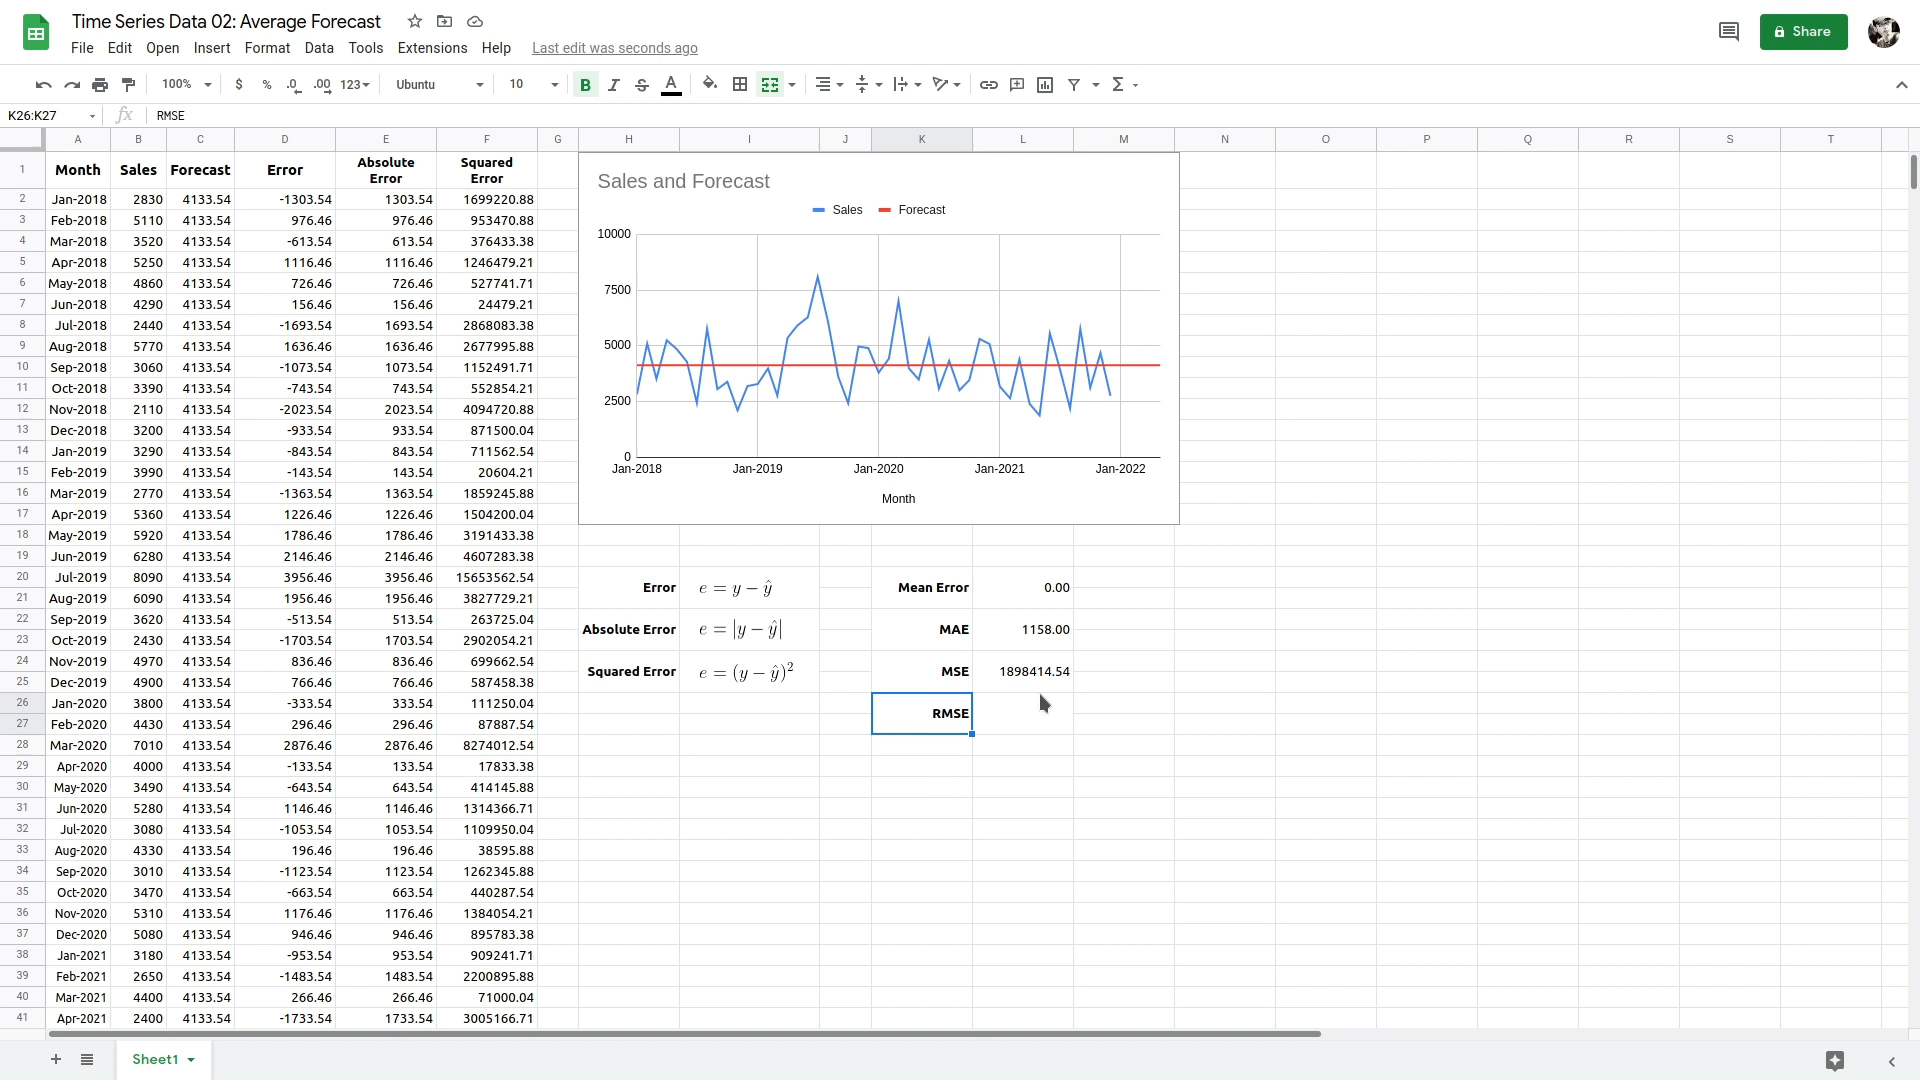 Time Series Data 02: Average Forecast
File Edit Open Insert Format Data Tools Extensions Help Last edit was seconds ago
Share
100% $ % .0 .00 123 Ubuntu 10 B I S A Σ
K26:K27 fx RMSE
A B C D E F G H I J K L M N O P Q R S T
1 Month Sales Forecast Error Absolute Error Squared Error
2 Jan-2018 2830 4133.54 -1303.54 1303.54 1699220.88
3 Feb-2018 5110 4133.54 976.46 976.46 953470.88
4 Mar-2018 3520 4133.54 -613.54 613.54 376433.38
5 Apr-2018 5250 4133.54 1116.46 1116.46 1246479.21
6 May-2018 4860 4133.54 726.46 726.46 527741.71
7 Jun-2018 4290 4133.54 156.46 156.46 24479.21
8 Jul-2018 2440 4133.54 -1693.54 1693.54 2868083.38
9 Aug-2018 5770 4133.54 1636.46 1636.46 2677995.88
10 Sep-2018 3060 4133.54 -1073.54 1073.54 1152491.71
11 Oct-2018 3390 4133.54 -743.54 743.54 552854.21
12 Nov-2018 2110 4133.54 -2023.54 2023.54 4094720.88
13 Dec-2018 3200 4133.54 -933.54 933.54 871500.04
14 Jan-2019 3290 4133.54 -843.54 843.54 711562.54
15 Feb-2019 3990 4133.54 -143.54 143.54 20604.21
16 Mar-2019 2770 4133.54 -1363.54 1363.54 1859245.88
17 Apr-2019 5360 4133.54 1226.46 1226.46 1504200.04
18 May-2019 5920 4133.54 1786.46 1786.46 3191433.38
19 Jun-2019 6280 4133.54 2146.46 2146.46 4607283.38
20 Jul-2019 8090 4133.54 3956.46 3956.46 15653562.54
21 Aug-2019 6090 4133.54 1956.46 1956.46 3827729.21
22 Sep-2019 3620 4133.54 -513.54 513.54 263725.04
23 Oct-2019 2430 4133.54 -1703.54 1703.54 2902054.21
24 Nov-2019 4970 4133.54 836.46 836.46 699662.54
25 Dec-2019 4900 4133.54 766.46 766.46 587458.38
26 Jan-2020 3800 4133.54 -333.54 333.54 111250.04
27 Feb-2020 4430 4133.54 296.46 296.46 87887.54
28 Mar-2020 7010 4133.54 2876.46 2876.46 8274012.54
29 Apr-2020 4000 4133.54 -133.54 133.54 17833.38
30 May-2020 3490 4133.54 -643.54 643.54 414145.88
31 Jun-2020 5280 4133.54 1146.46 1146.46 1314366.71
32 Jul-2020 3080 4133.54 -1053.54 1053.54 1109950.04
33 Aug-2020 4330 4133.54 196.46 196.46 38595.88
34 Sep-2020 3010 4133.54 -1123.54 1123.54 1262345.88
35 Oct-2020 3470 4133.54 -663.54 663.54 440287.54
36 Nov-2020 5310 4133.54 1176.46 1176.46 1384054.21
37 Dec-2020 5080 4133.54 946.46 946.46 895783.38
38 Jan-2021 3180 4133.54 -953.54 953.54 909241.71
39 Feb-2021 2650 4133.54 -1483.54 1483.54 2200895.88
40 Mar-2021 4400 4133.54 266.46 266.46 71000.04
41 Apr-2021 2400 4133.54 -1733.54 1733.54 3005166.71
Sales and Forecast
Sales Forecast
10000
7500
5000
2500
0
Jan-2018 Jan-2019 Jan-2020 Jan-2021 Jan-2022
Month
Error e = y − ŷ Mean Error 0.00
Absolute Error e = |y − ŷ| MAE 1158.00
Squared Error e = (y − ŷ)² MSE 1898414.54
RMSE
Sheet1